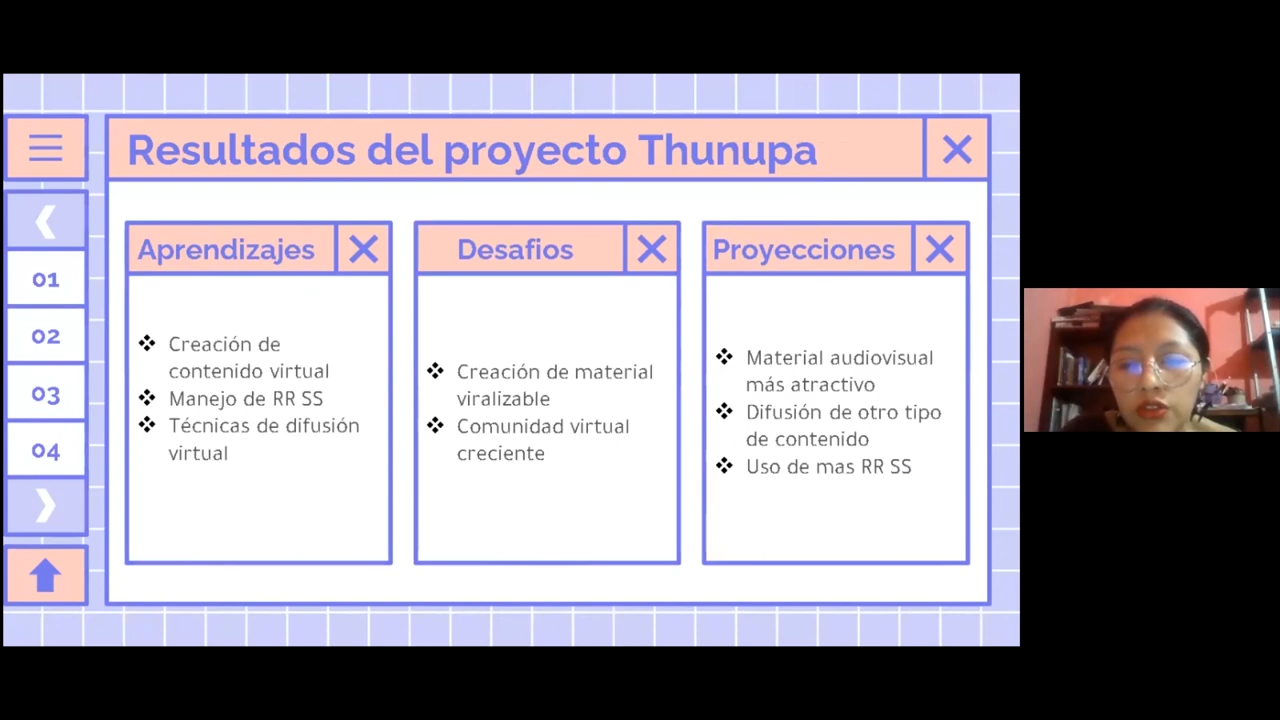 Resultados del proyecto Thunupa
01
02
03
04
Aprendizajes
Creación de
contenido virtual
Manejo de RR SS
Técnicas de difusión
virtual
Desafios
Creación de material
viralizable
Comunidad virtual
creciente
Proyecciones
Material audiovisual
más atractivo
Difusión de otro tipo
de contenido
Uso de mas RR SS